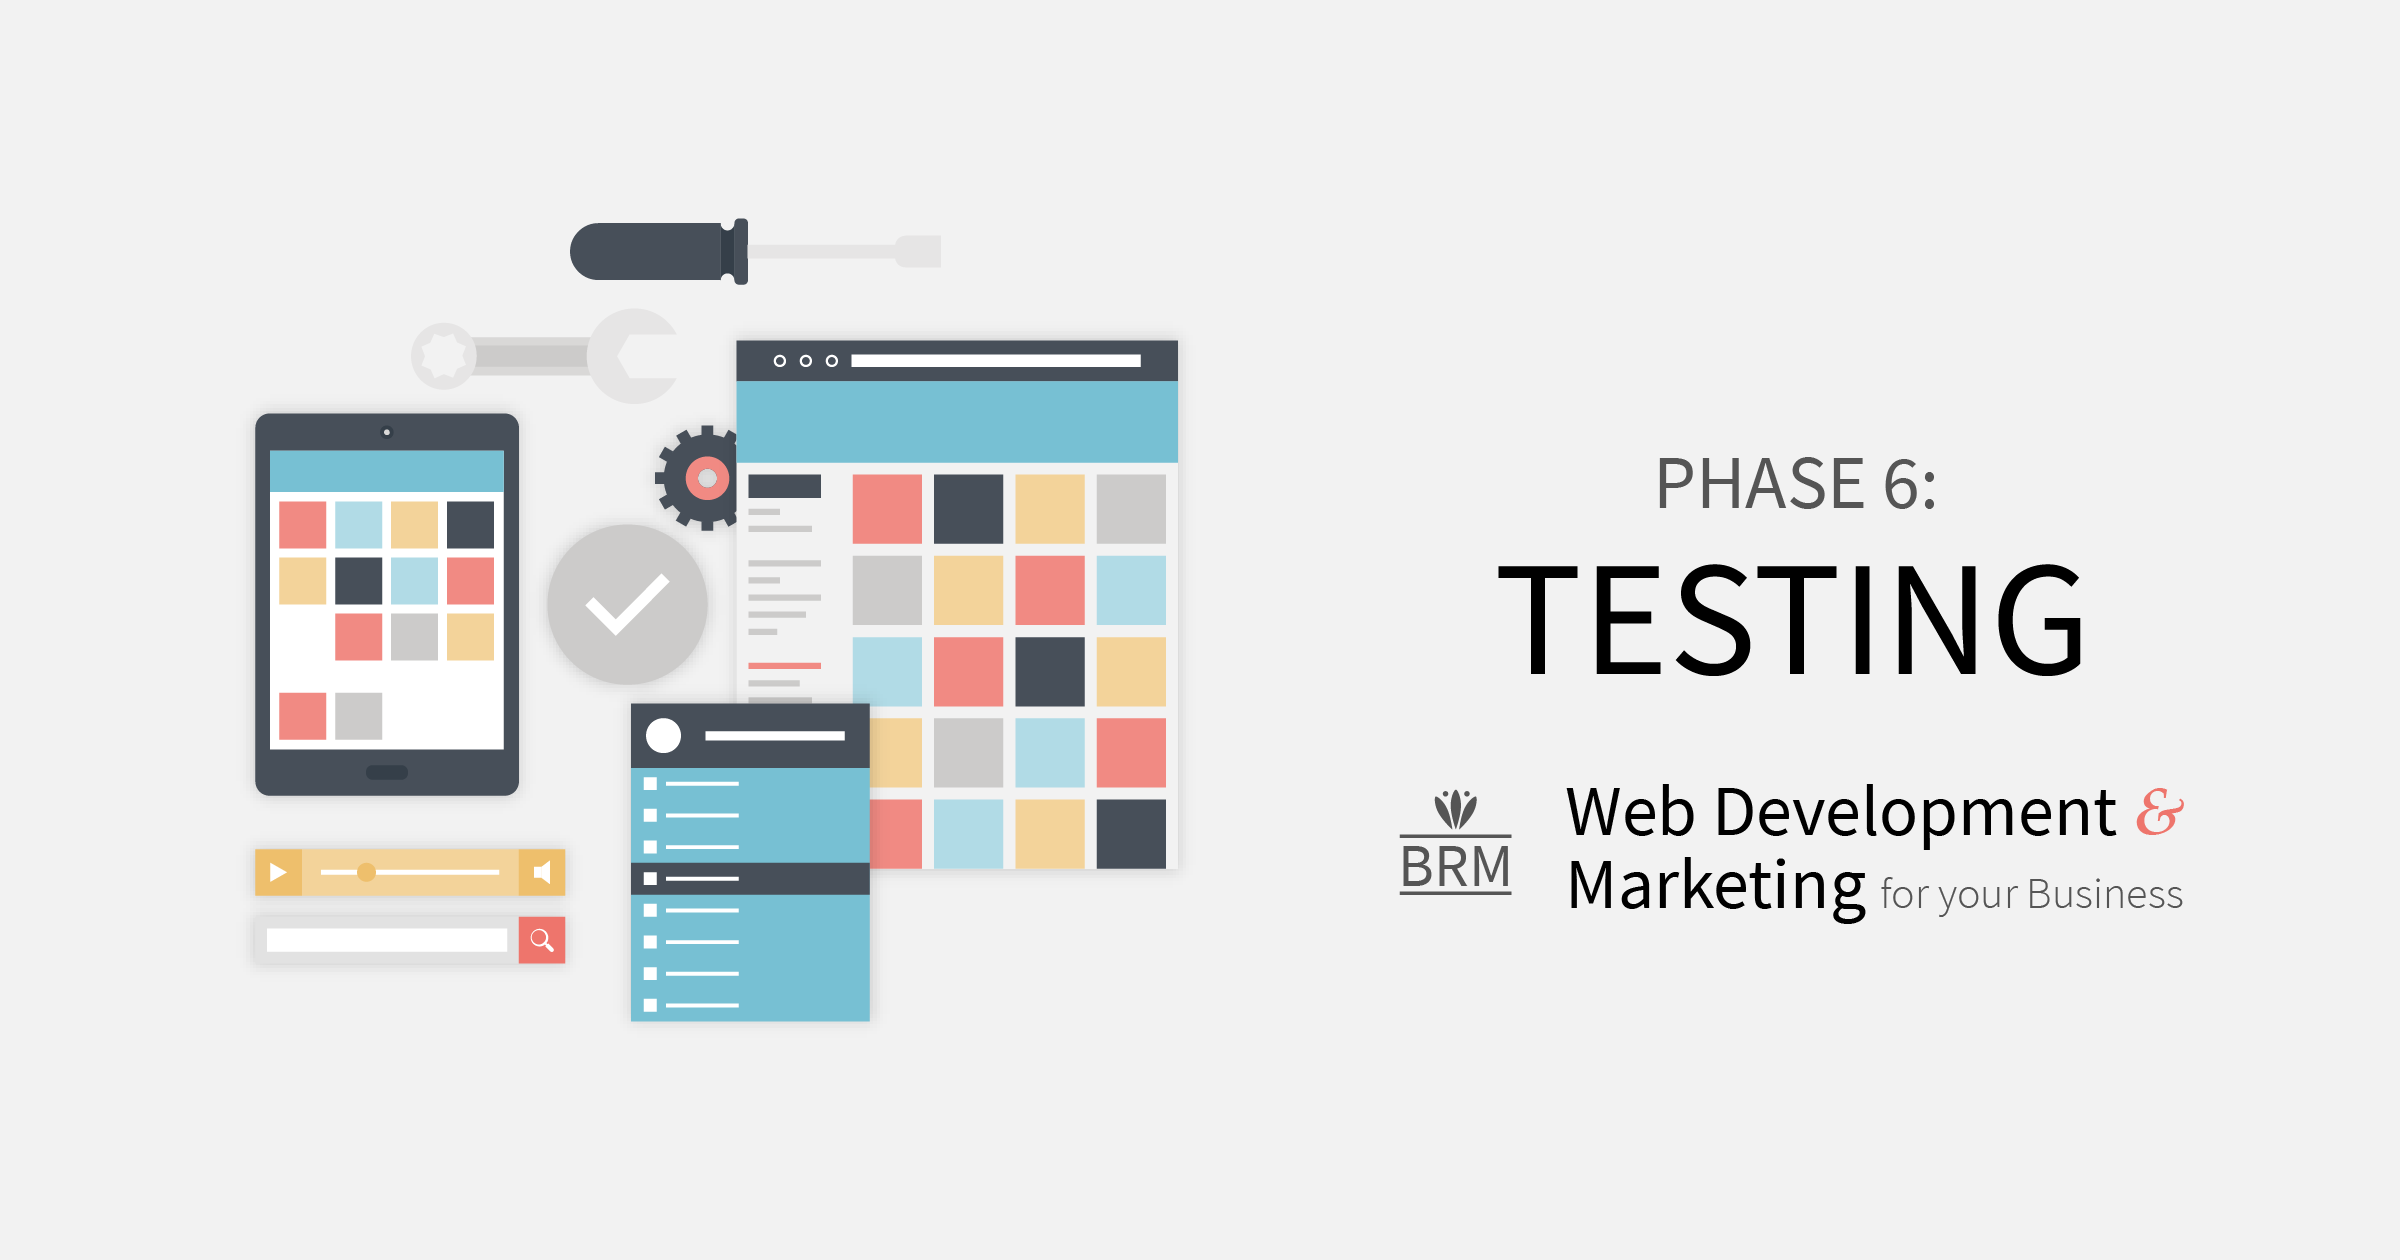 PHASE 6:
TESTING
BRM
Web Development &
Marketing for your Business